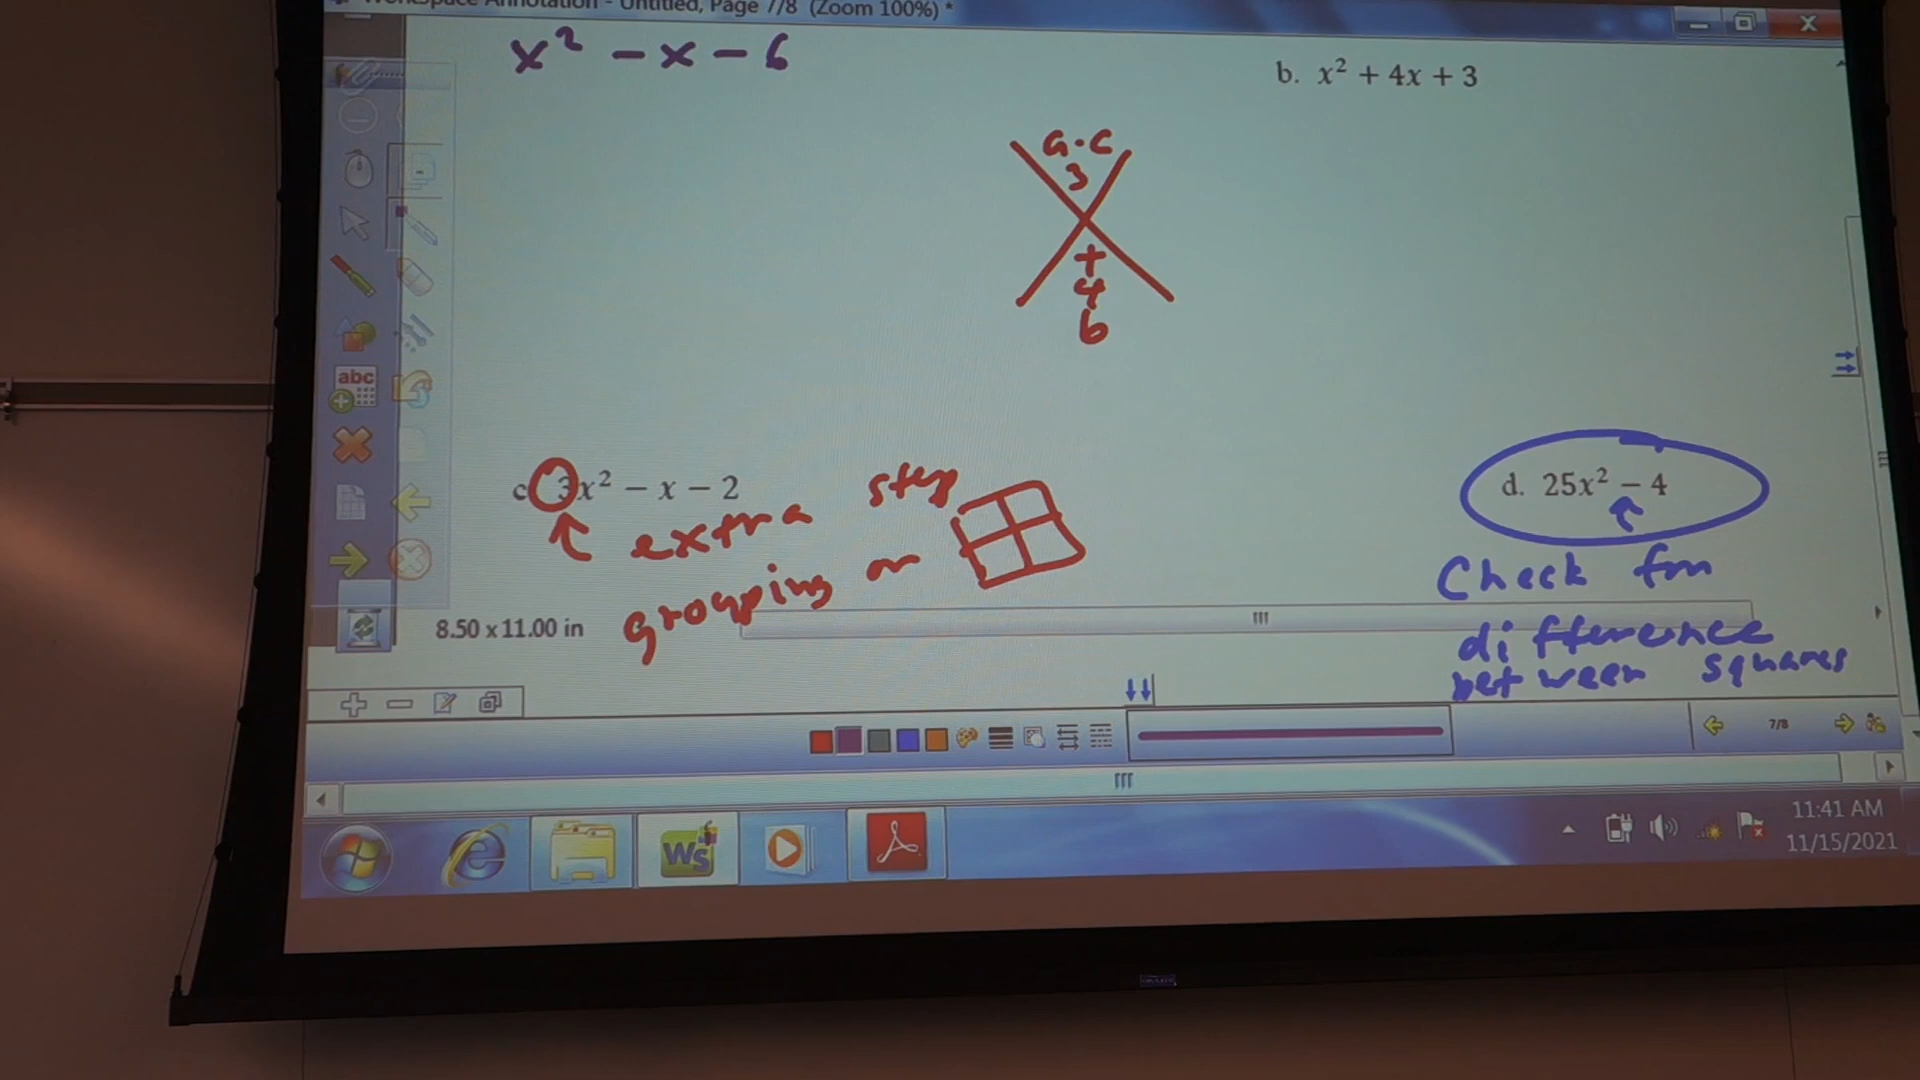 Workspace Annotation - Untitled, Page 7/8 (Zoom 100%) *
x² - x - 6
b. x² + 4x + 3
a·c
3
+
4
b
c. 3x² - x - 2
extra step
grouping or
d. 25x² - 4
Check for
difference
between squares
abc
8.50 x 11.00 in
7/8
Ws
11:41 AM
11/15/2021